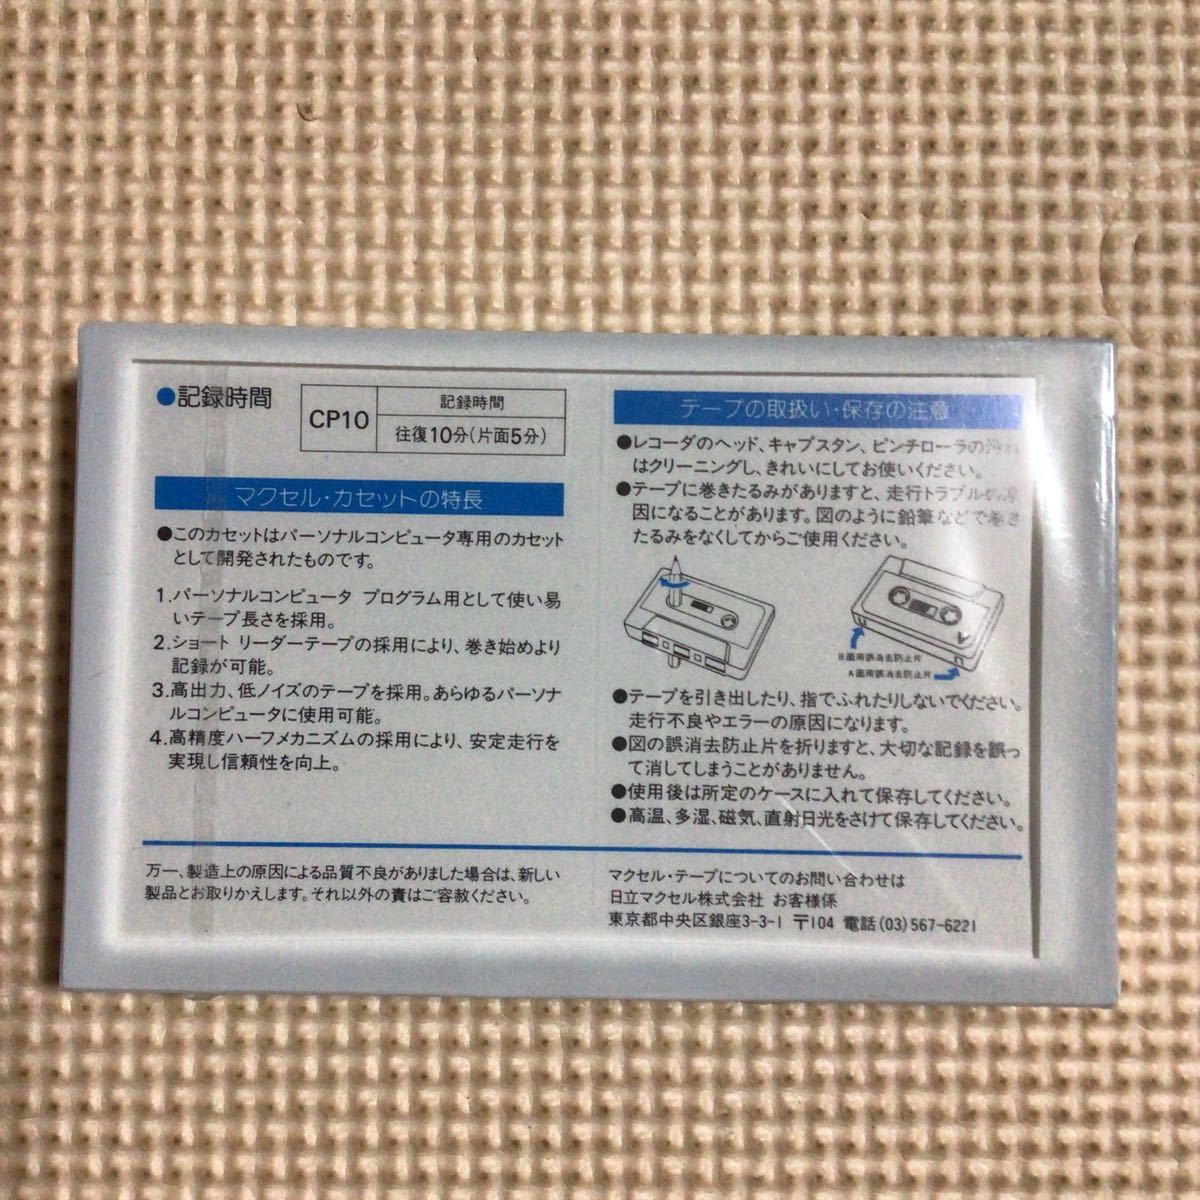 ●記録時間
CP10
記録時間
往復10分(片面5分)
マクセル・カセットの特長
●このカセットはパーソナルコンピュータ専用のカセット
として開発されたものです。
1.パーソナルコンピュータ プログラム用として使い易
いテープ長さを採用。
2.ショート リーダーテープの採用により、巻き始めより
記録が可能。
3.高出力、低ノイズのテープを採用。あらゆるパーソナ
ルコンピュータに使用可能。
4.高精度ハーフメカニズムの採用により、安定走行を
実現し信頼性を向上。
テープの取扱い・保存の注意
●レコーダのヘッド、キャプスタン、ピンチローラの汚れ
はクリーニングし、きれいにしてお使いください。
●テープに巻きたるみがありますと、走行トラブルの原
因になることがあります。図のように鉛筆などで巻き
たるみをなくしてからご使用ください。
B面用誤消去防止片
A面用誤消去防止片
●テープを引き出したり、指でふれたりしないでください。
走行不良やエラーの原因になります。
●図の誤消去防止片を折りますと、大切な記録を誤っ
て消してしまうことがありません。
●使用後は所定のケースに入れて保存してください。
●高温、多湿、磁気、直射日光をさけて保存してください。
万一、製造上の原因による品質不良がありました場合は、新しい
製品とお取りかえします。それ以外の責はご容赦ください。
マクセル・テープについてのお問い合わせは
日立マクセル株式会社 お客様係
東京都中央区銀座3-3-1 〒104 電話(03)567-6221